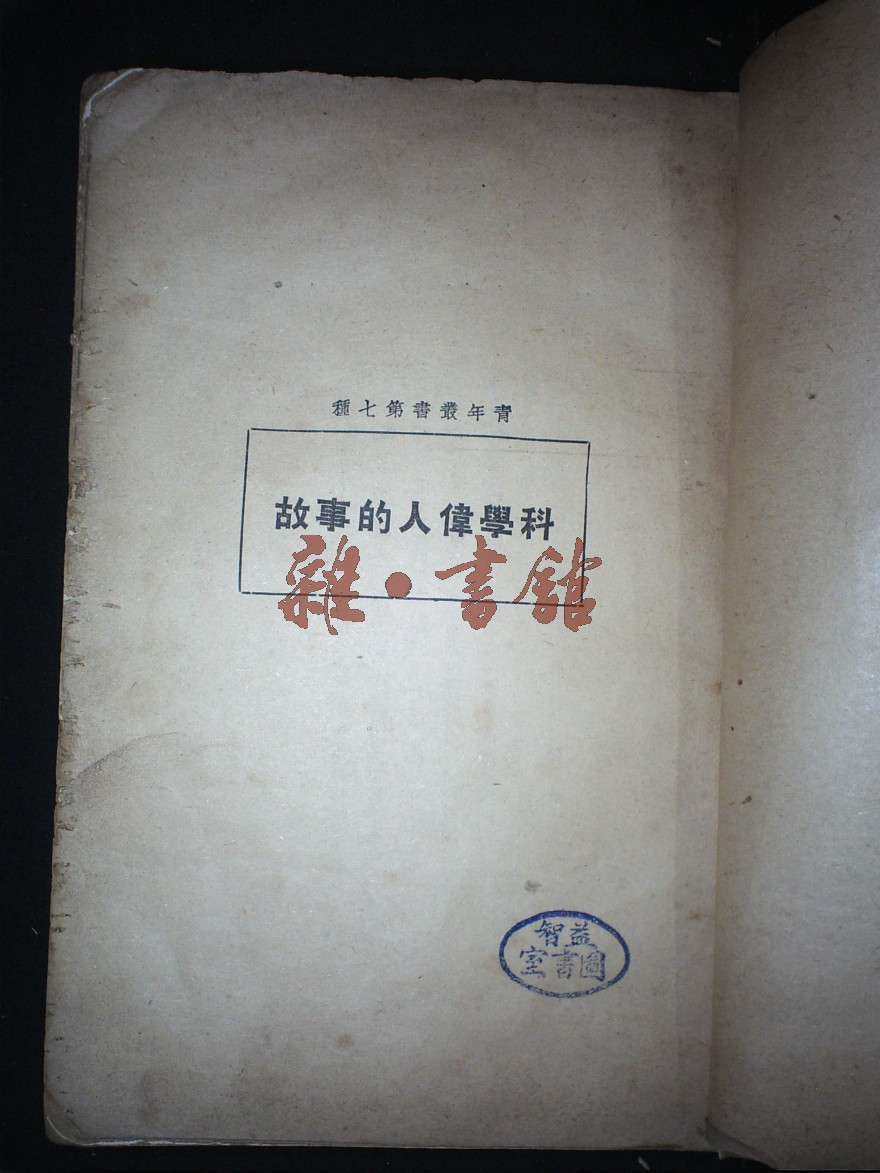 青年叢書第七種
科學偉人的事故
雜·書館
益智
圖書室